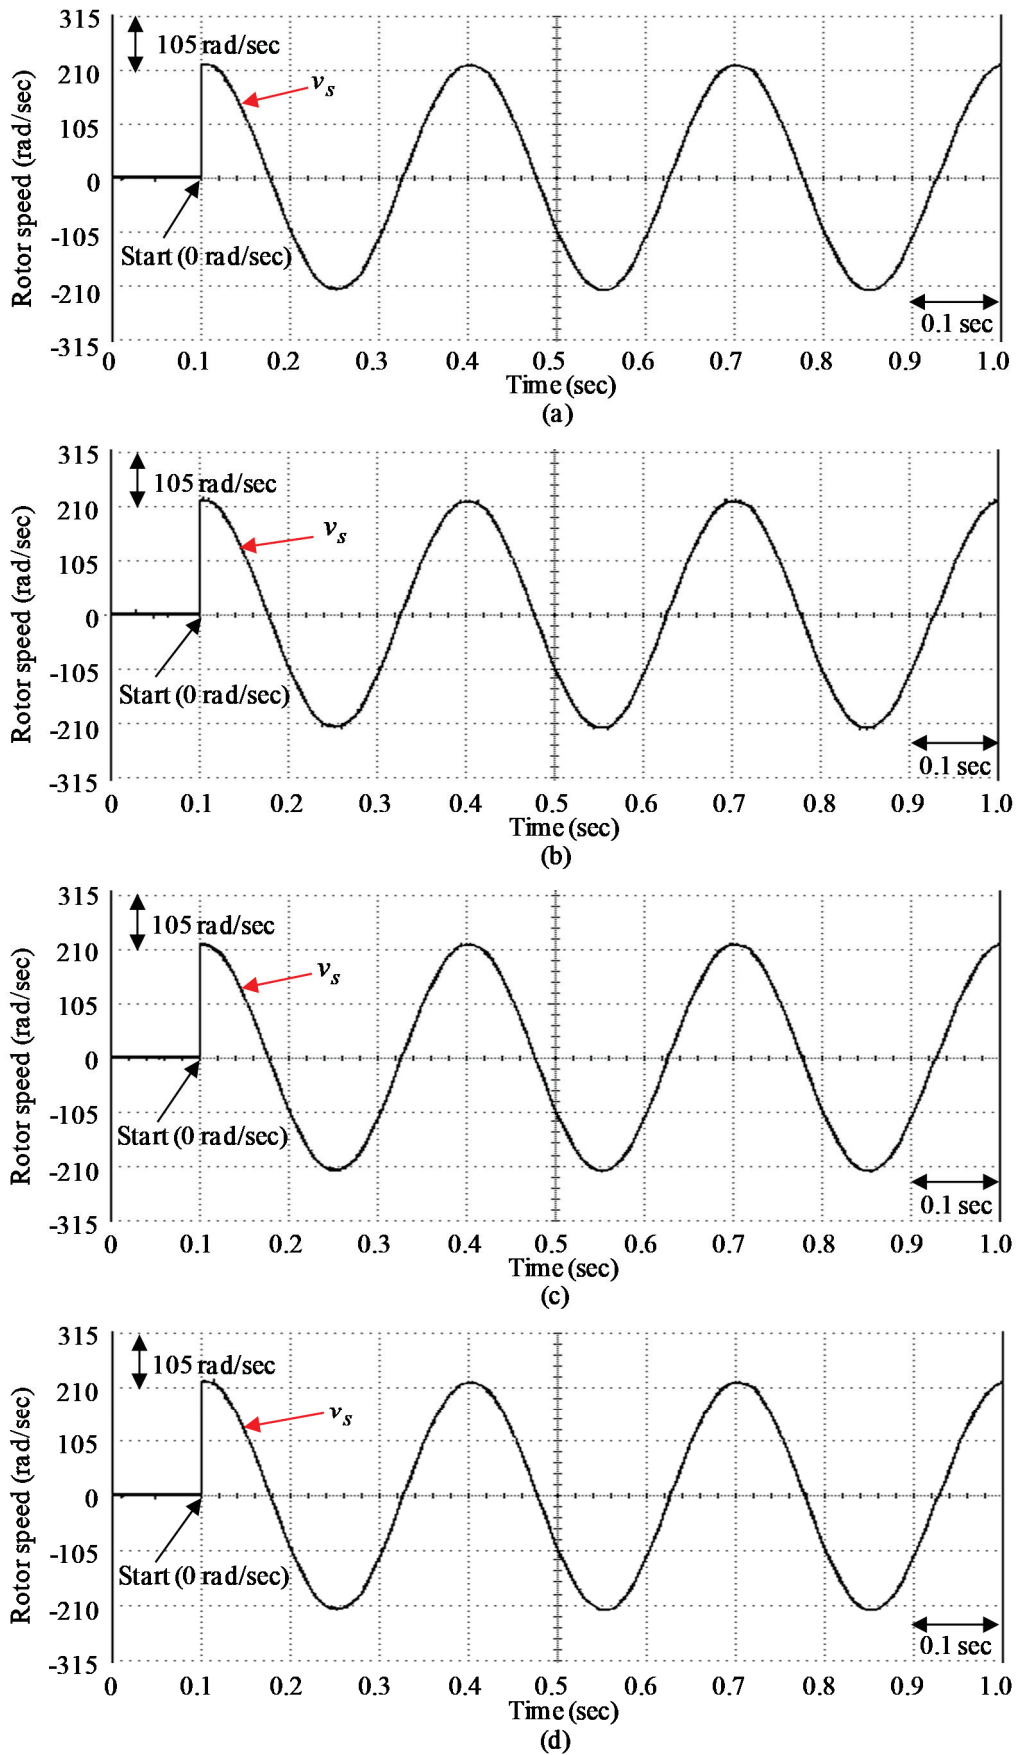 315
105 rad/sec
210
v_s
105
0
-105
Start (0 rad/sec)
-210
0.1 sec
-315
Rotor speed (rad/sec)
0 0.1 0.2 0.3 0.4 0.5 0.6 0.7 0.8 0.9 1.0
Time (sec)
(a)
315
105 rad/sec
210
v_s
105
0
-105
Start (0 rad/sec)
-210
0.1 sec
-315
Rotor speed (rad/sec)
0 0.1 0.2 0.3 0.4 0.5 0.6 0.7 0.8 0.9 1.0
Time (sec)
(b)
315
105 rad/sec
210
v_s
105
0
-105
Start (0 rad/sec)
-210
0.1 sec
-315
Rotor speed (rad/sec)
0 0.1 0.2 0.3 0.4 0.5 0.6 0.7 0.8 0.9 1.0
Time (sec)
(c)
315
105 rad/sec
210
v_s
105
0
-105
Start (0 rad/sec)
-210
0.1 sec
-315
Rotor speed (rad/sec)
0 0.1 0.2 0.3 0.4 0.5 0.6 0.7 0.8 0.9 1.0
Time (sec)
(d)